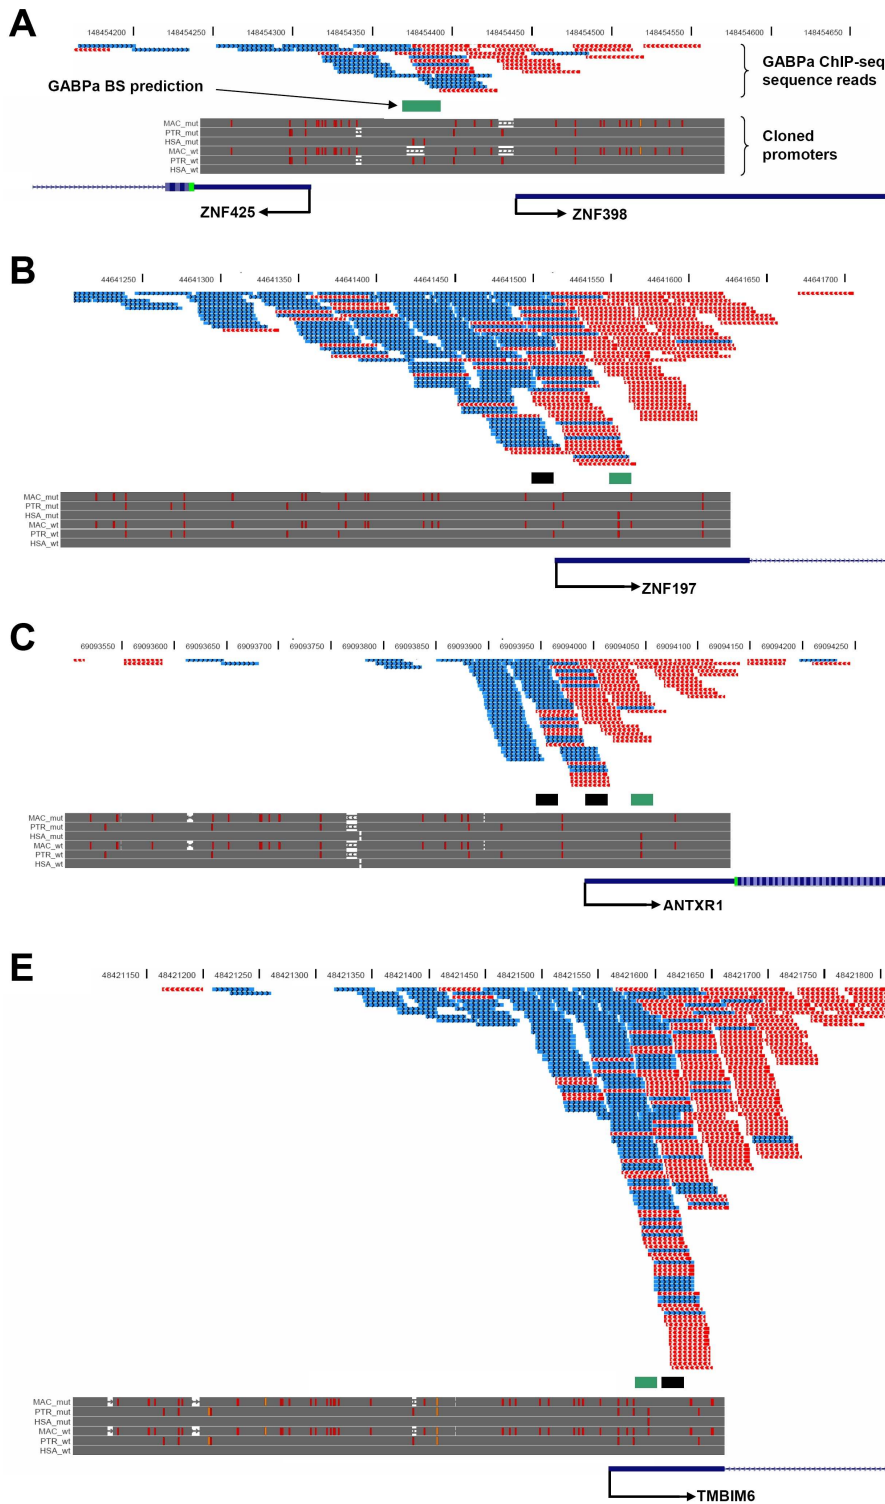 A
148454200 148454250 148454300 148454350 148454400 148454450 148454500 148454550 148454600 148454650
GABPa ChIP-seq
sequence reads
GABPa BS prediction
MAC_mut
PTR_mut
HSA_mut
MAC_wt
PTR_wt
HSA_wt
Cloned
promoters
ZNF425
ZNF398
B
44641250 44641300 44641350 44641400 44641450 44641500 44641550 44641600 44641650 44641700
MAC_mut
PTR_mut
HSA_mut
MAC_wt
PTR_wt
HSA_wt
ZNF197
C
69093550 69093600 69093650 69093700 69093750 69093800 69093850 69093900 69093950 69094000 69094050 69094100 69094150 69094200 69094250
MAC_mut
PTR_mut
HSA_mut
MAC_wt
PTR_wt
HSA_wt
ANTXR1
E
48421150 48421200 48421250 48421300 48421350 48421400 48421450 48421500 48421550 48421600 48421650 48421700 48421750 48421800
MAC_mut
PTR_mut
HSA_mut
MAC_wt
PTR_wt
HSA_wt
TMBIM6